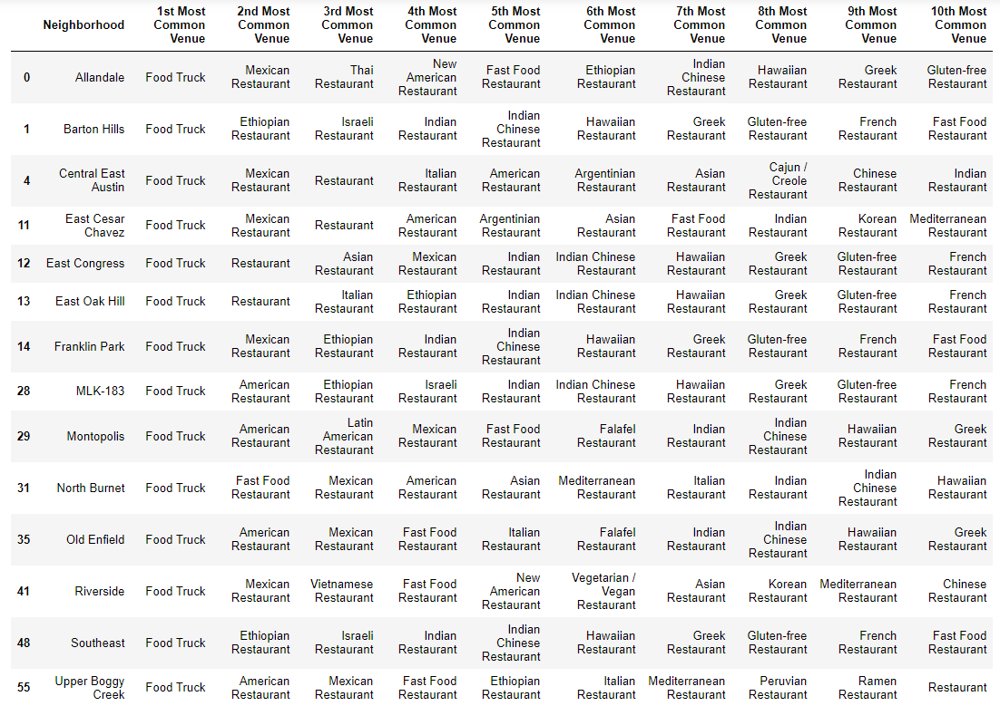 Neighborhood 1st Most Common Venue 2nd Most Common Venue 3rd Most Common Venue 4th Most Common Venue 5th Most Common Venue 6th Most Common Venue 7th Most Common Venue 8th Most Common Venue 9th Most Common Venue 10th Most Common Venue
0 Allandale Food Truck Mexican Restaurant Thai Restaurant New American Restaurant Fast Food Restaurant Ethiopian Restaurant Indian Chinese Restaurant Hawaiian Restaurant Greek Restaurant Gluten-free Restaurant
1 Barton Hills Food Truck Ethiopian Restaurant Israeli Restaurant Indian Restaurant Indian Chinese Restaurant Hawaiian Restaurant Greek Restaurant Gluten-free Restaurant French Restaurant Fast Food Restaurant
4 Central East Austin Food Truck Mexican Restaurant Restaurant Italian Restaurant American Restaurant Argentinian Restaurant Asian Restaurant Cajun / Creole Restaurant Chinese Restaurant Indian Restaurant
11 East Cesar Chavez Food Truck Mexican Restaurant Restaurant American Restaurant Argentinian Restaurant Asian Restaurant Fast Food Restaurant Indian Restaurant Korean Restaurant Mediterranean Restaurant
12 East Congress Food Truck Restaurant Asian Restaurant Mexican Restaurant Indian Restaurant Indian Chinese Restaurant Hawaiian Restaurant Greek Restaurant Gluten-free Restaurant French Restaurant
13 East Oak Hill Food Truck Restaurant Italian Restaurant Ethiopian Restaurant Indian Restaurant Indian Chinese Restaurant Hawaiian Restaurant Greek Restaurant Gluten-free Restaurant French Restaurant
14 Franklin Park Food Truck Mexican Restaurant Ethiopian Restaurant Indian Restaurant Indian Chinese Restaurant Hawaiian Restaurant Greek Restaurant Gluten-free Restaurant French Restaurant Fast Food Restaurant
28 MLK-183 Food Truck American Restaurant Ethiopian Restaurant Israeli Restaurant Indian Restaurant Indian Chinese Restaurant Hawaiian Restaurant Greek Restaurant Gluten-free Restaurant French Restaurant
29 Montopolis Food Truck American Restaurant Latin American Restaurant Mexican Restaurant Fast Food Restaurant Falafel Restaurant Indian Restaurant Indian Chinese Restaurant Hawaiian Restaurant Greek Restaurant
31 North Burnet Food Truck Fast Food Restaurant Mexican Restaurant American Restaurant Asian Restaurant Mediterranean Restaurant Italian Restaurant Indian Restaurant Indian Chinese Restaurant Hawaiian Restaurant
35 Old Enfield Food Truck American Restaurant Mexican Restaurant Fast Food Restaurant Italian Restaurant Falafel Restaurant Indian Restaurant Indian Chinese Restaurant Hawaiian Restaurant Greek Restaurant
41 Riverside Food Truck Mexican Restaurant Vietnamese Restaurant Fast Food Restaurant New American Restaurant Vegetarian / Vegan Restaurant Asian Restaurant Korean Restaurant Mediterranean Restaurant Chinese Restaurant
48 Southeast Food Truck Ethiopian Restaurant Israeli Restaurant Indian Restaurant Indian Chinese Restaurant Hawaiian Restaurant Greek Restaurant Gluten-free Restaurant French Restaurant Fast Food Restaurant
55 Upper Boggy Creek Food Truck American Restaurant Mexican Restaurant Fast Food Restaurant Ethiopian Restaurant Italian Restaurant Mediterranean Restaurant Peruvian Restaurant Ramen Restaurant Restaurant